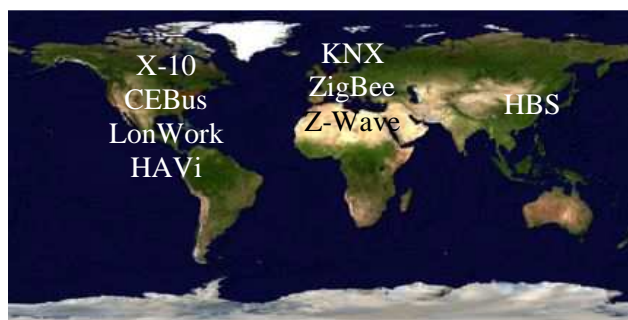 X-10
CEBus
LonWork
HAVi
KNX
ZigBee
Z-Wave
HBS